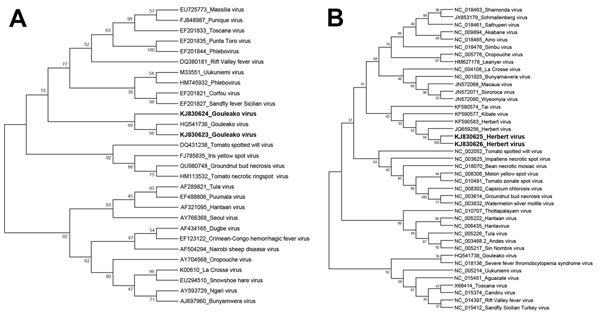 A
EU725773_Massilia virus
FJ848987_Punique virus
EF201833_Toscana virus
EF201835_Punta Toro virus
EF201844_Phlebovirus
DQ380181_Rift Valley fever virus
M33551_Uukuniemi virus
HM745932_Phlebovirus
EF201821_Corfou virus
EF201827_Sandfly fever Sicilian virus
KJ830624_Gouleako virus
HQ541736_Gouleako virus
KJ830623_Gouleako virus
DQ431238_Tomato spotted wilt virus
FJ785835_Iris yellow spot virus
GU980748_Groundnut bud necrosis virus
HM113532_Tomato necrotic ringspot virus
AF289821_Tula virus
EF488806_Puumala virus
AF321095_Hantaan virus
AY766368_Seoul virus
AF434165_Dugbe virus
EF123122_Crimean-Congo hemorrhagic fever virus
AF504294_Nairobi sheep disease virus
AY704568_Oropouche virus
K00610_La Crosse virus
EU294510_Snowshoe hare virus
AY593729_Ngari virus
AJ697960_Bunyamvera virus
B
NC_018463_Shamonda virus
JX853179_Schmallenberg virus
NC_018461_Sathuperi virus
NC_009894_Akabane virus
NC_018465_Aino virus
NC_018476_Simbu virus
NC_005776_Oropouche virus
HM627178_Leanyer virus
NC_004108_La Crosse virus
NC_001925_Bunyamavera virus
JN572068_Macaua virus
JN572071_Sororoca virus
JN572080_Wyeomyia virus
KF590574_Tai virus
KF590577_Kibale virus
KF590583_Herbert virus
JQ659256_Herbert virus
KJ830625_Herbert virus
KJ830626_Herbert virus
NC_002052_Tomato spotted wilt virus
NC_003625_Impatiens necrotic spot virus
NC_018070_Bean necrotic mosiac virus
NC_008306_Melon yellow spot virus
NC_010491_Tomato zonate spot virus
NC_008302_Capsicum chlorosis virus
NC_003614_Groundnut bud necrosis virus
NC_003832_Watermelon silver mottle virus
NC_010707_Thottapalayam virus
NC_005222_Hantaan virus
NC_006435_Hantavirus
NC_005226_Tula virus
NC_003468.2_Andes virus
NC_005217_Sin Nombre virus
HQ541738_Gouleako virus
NC_018136_Severe fever thrombocytopenia syndrome virus
NC_005214_Uukuniemi virus
NC_015451_Aguacate virus
X68414_Toscana virus
NC_015374_Candiru virus
NC_014397_Rift Valley fever virus
NC_015412_Sandfly Sicilian Turkey virus